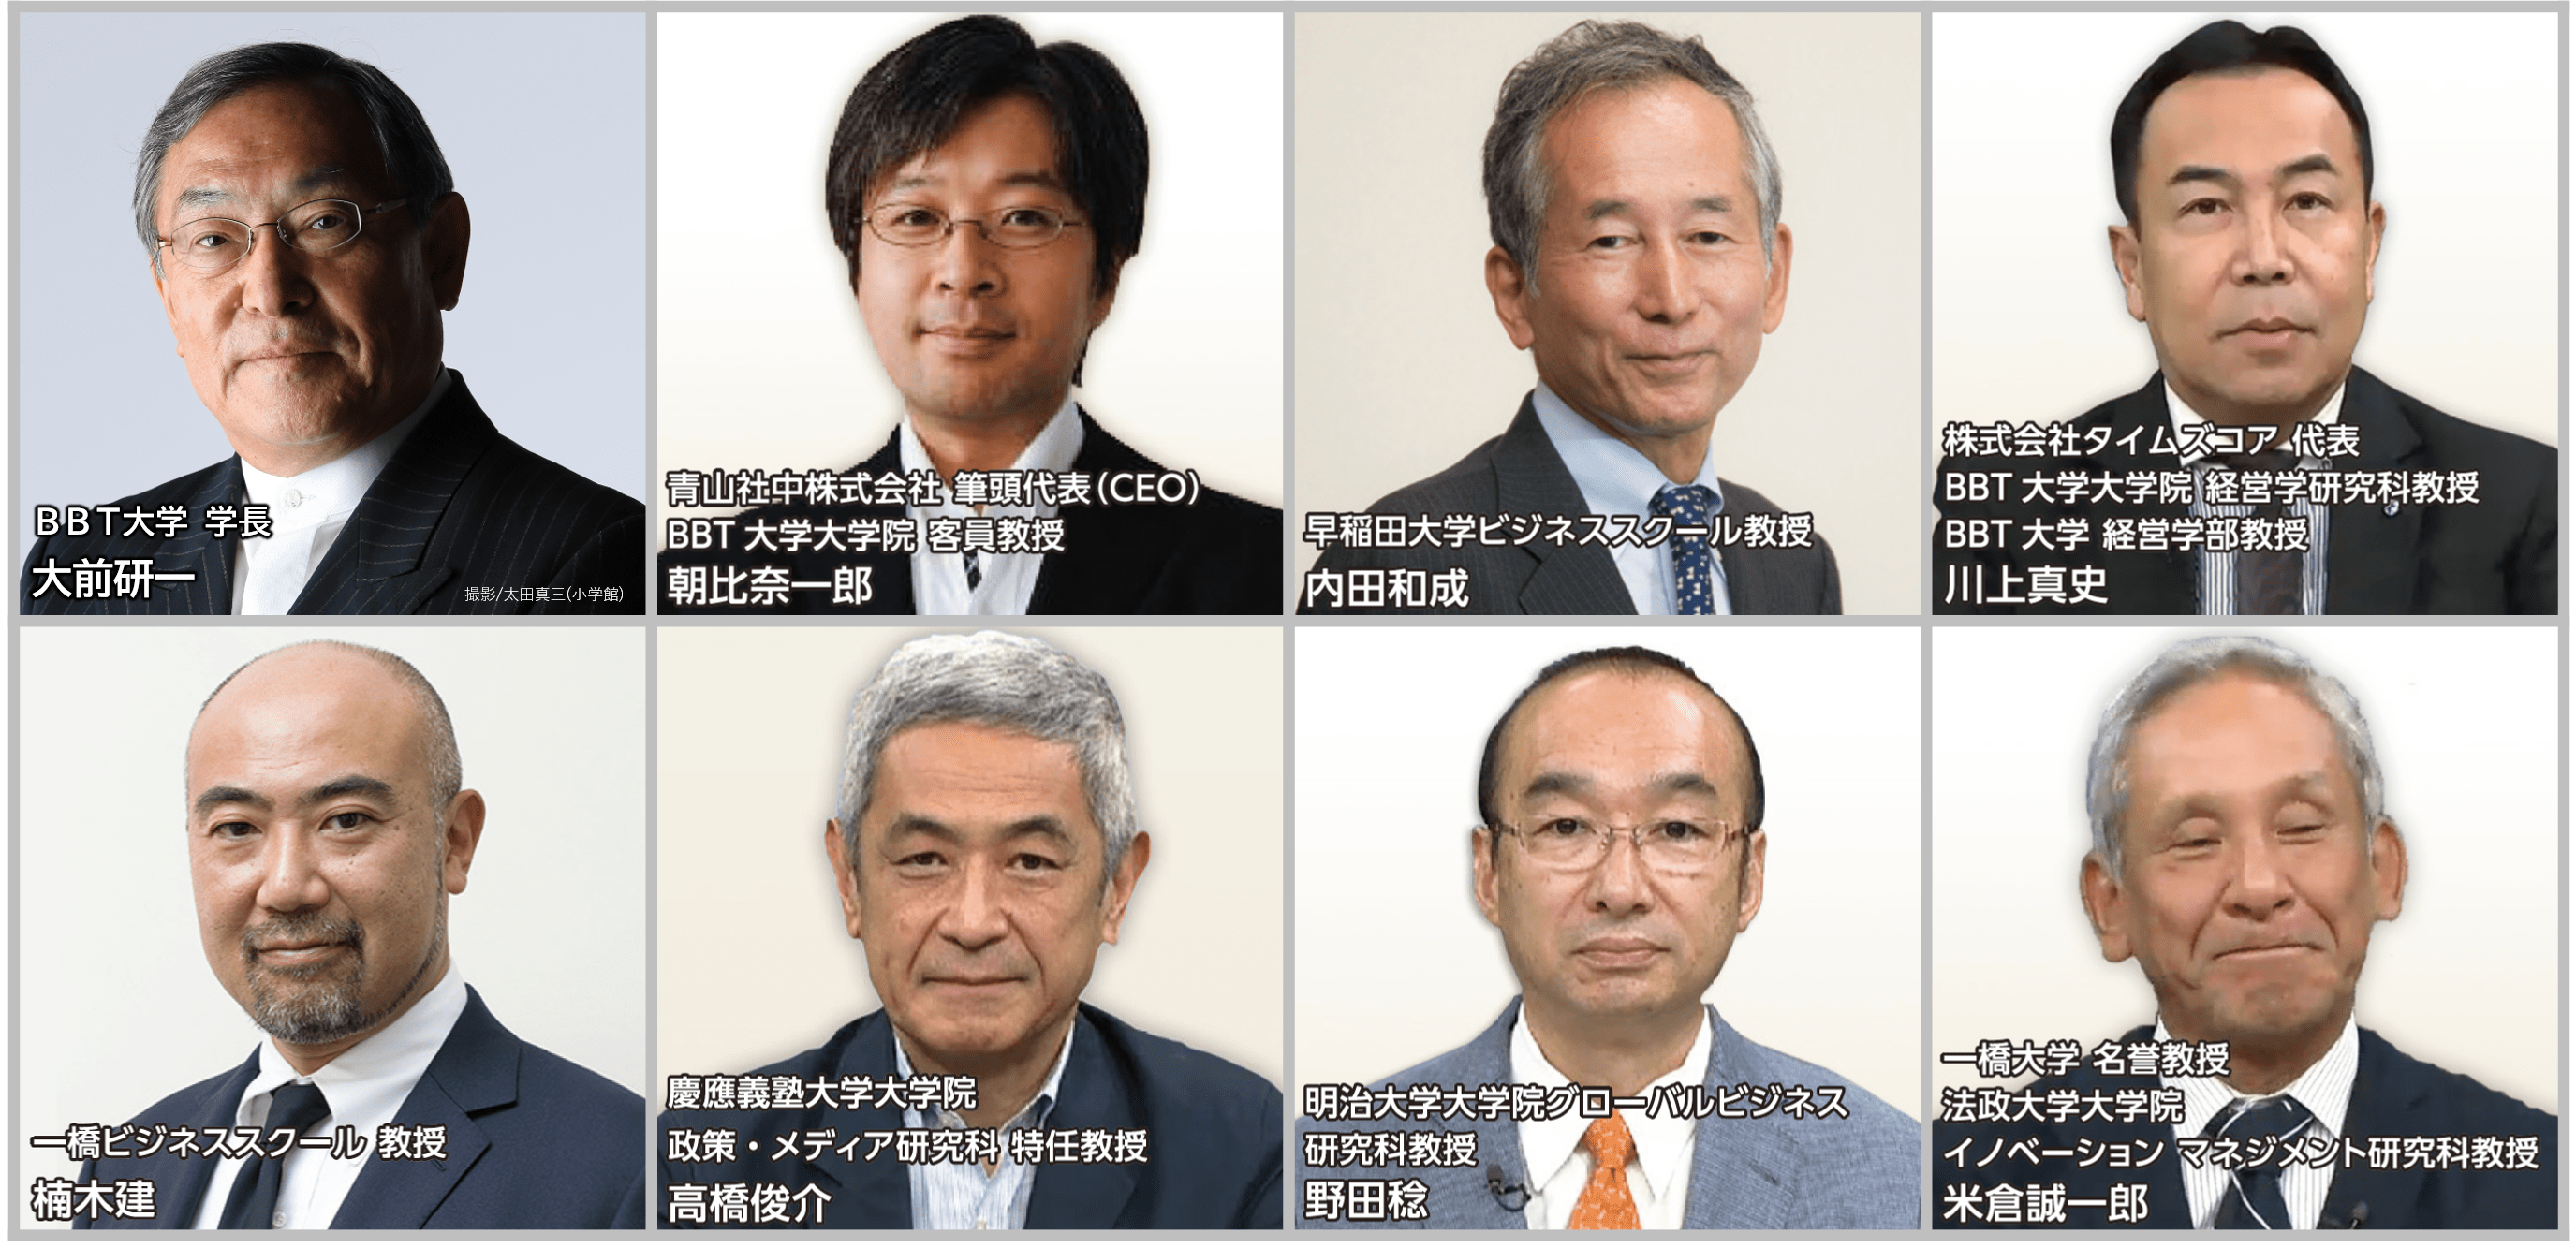 BBT大学 学長
大前研一
撮影/太田真三(小学館)
青山社中株式会社 筆頭代表（CEO）
BBT 大学大学院 客員教授
朝比奈一郎
早稲田大学ビジネススクール教授
内田和成
株式会社タイムズコア 代表
BBT 大学大学院 経営学研究科教授
BBT 大学 経営学部教授
川上真史
一橋ビジネススクール 教授
楠木建
慶應義塾大学大学院
政策・メディア研究科 特任教授
高橋俊介
明治大学大学院グローバルビジネス
研究科教授
野田稔
一橋大学 名誉教授
法政大学大学院
イノベーション マネジメント研究科教授
米倉誠一郎